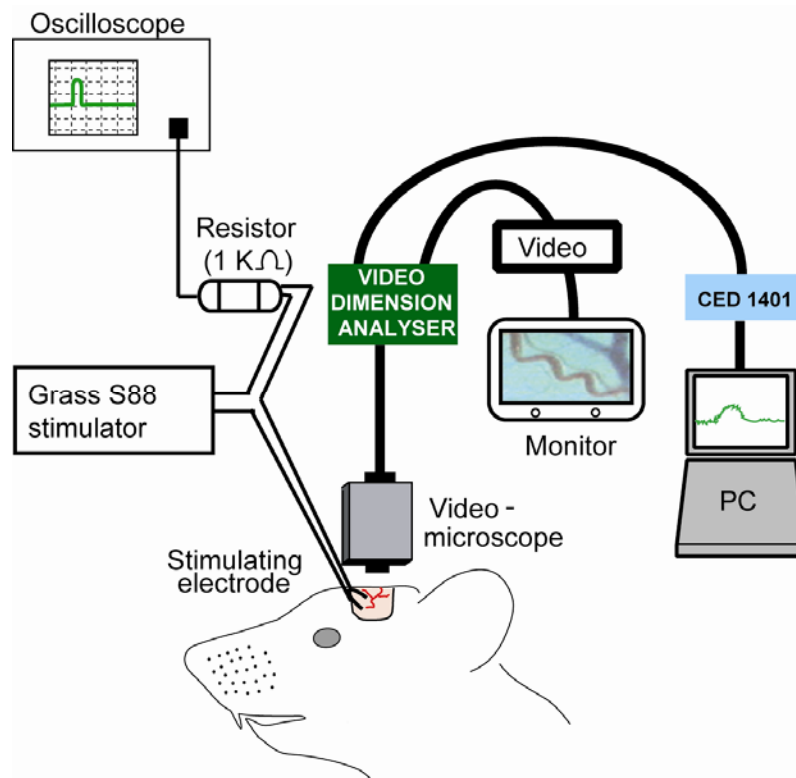 Oscilloscope
Resistor
(1 KΩ)
Video
VIDEO
DIMENSION
ANALYSER
CED 1401
Grass S88
stimulator
Monitor
PC
Video -
microscope
Stimulating
electrode